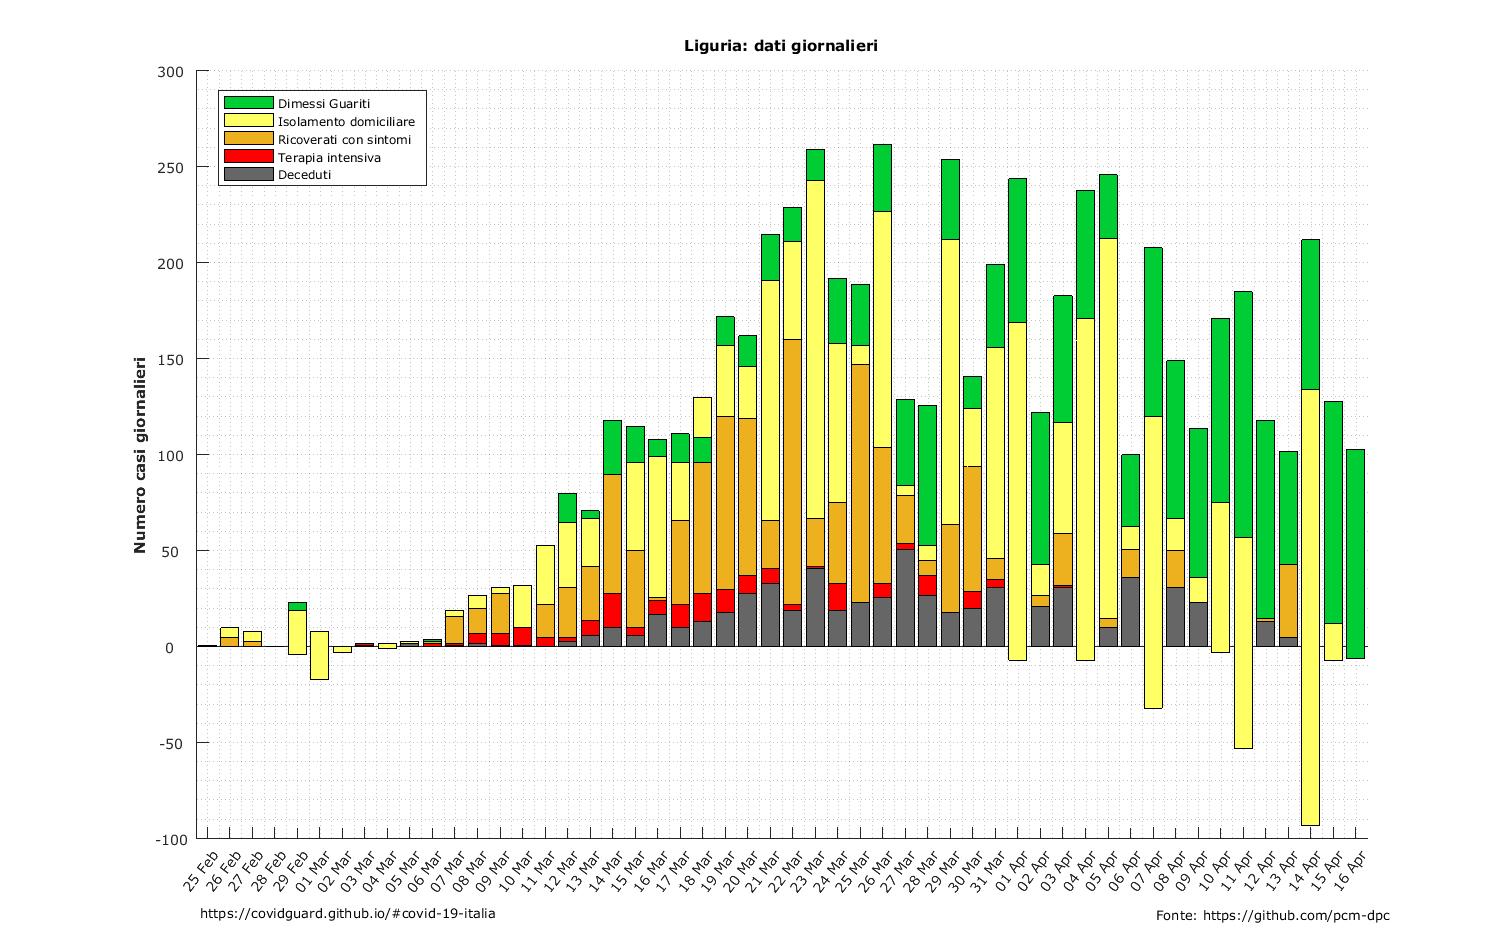 Liguria: dati giornalieri
300
250
200
150
100
50
0
-50
-100
Numero casi giornalieri
Dimessi Guariti
Isolamento domiciliare
Ricoverati con sintomi
Terapia intensiva
Deceduti
25 Feb
26 Feb
27 Feb
28 Feb
29 Feb
01 Mar
02 Mar
03 Mar
04 Mar
05 Mar
06 Mar
07 Mar
08 Mar
09 Mar
10 Mar
11 Mar
12 Mar
13 Mar
14 Mar
15 Mar
16 Mar
17 Mar
18 Mar
19 Mar
20 Mar
21 Mar
22 Mar
23 Mar
24 Mar
25 Mar
26 Mar
27 Mar
28 Mar
29 Mar
30 Mar
31 Mar
01 Apr
02 Apr
03 Apr
04 Apr
05 Apr
06 Apr
07 Apr
08 Apr
09 Apr
10 Apr
11 Apr
12 Apr
13 Apr
14 Apr
15 Apr
16 Apr
https://covidguard.github.io/#covid-19-italia
Fonte: https://github.com/pcm-dpc